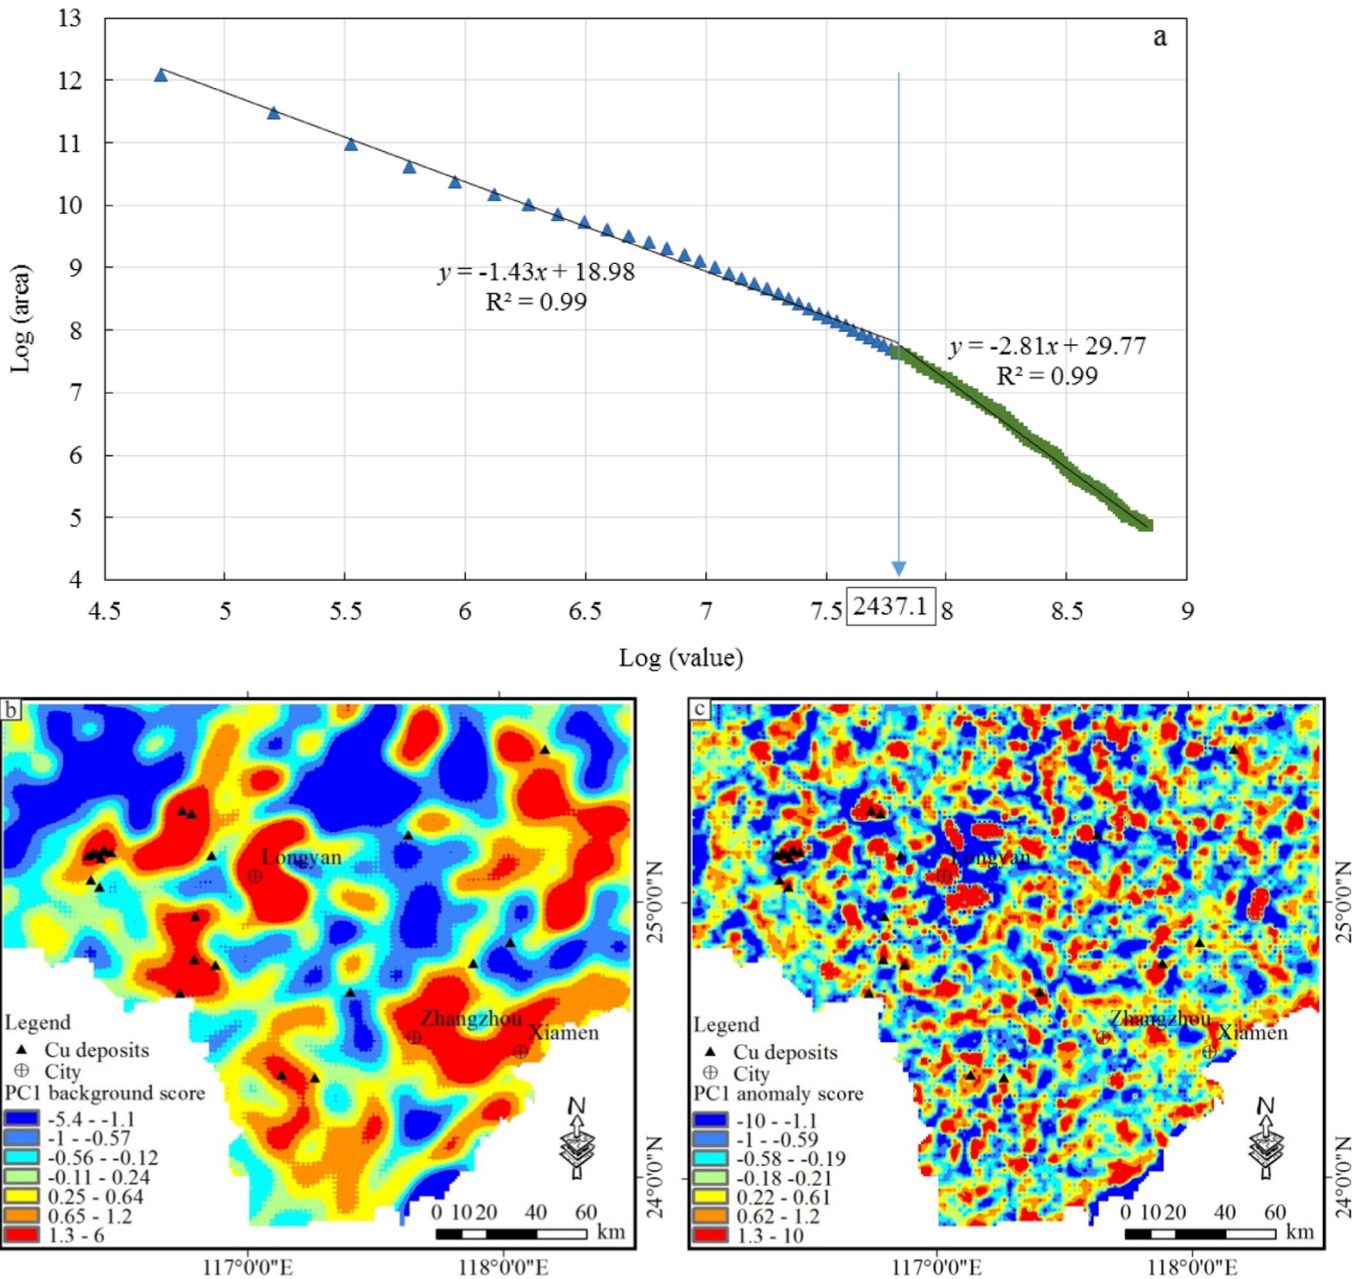 a
13
12
11
10
9
8
7
6
5
4
Log (area)
y = -1.43x + 18.98
R² = 0.99
y = -2.81x + 29.77
R² = 0.99
4.5 5 5.5 6 6.5 7 7.5 2437.1 8 8.5 9
Log (value)
b
Longyan
Zhangzhou
Xiamen
Legend
Cu deposits
City
PC1 background score
-5.4 - -1.1
-1 - -0.57
-0.56 - -0.12
-0.11 - 0.24
0.25 - 0.64
0.65 - 1.2
1.3 - 6
N
0 10 20 40 60
km
25°0'0"N
24°0'0"N
117°0'0"E 118°0'0"E
c
Longyan
Zhangzhou
Xiamen
Legend
Cu deposits
City
PC1 anomaly score
-10 - -1.1
-1 - -0.59
-0.58 - -0.19
-0.18 -0.21
0.22 - 0.61
0.62 - 1.2
1.3 - 10
N
0 10 20 40 60
km
25°0'0"N
24°0'0"N
117°0'0"E 118°0'0"E